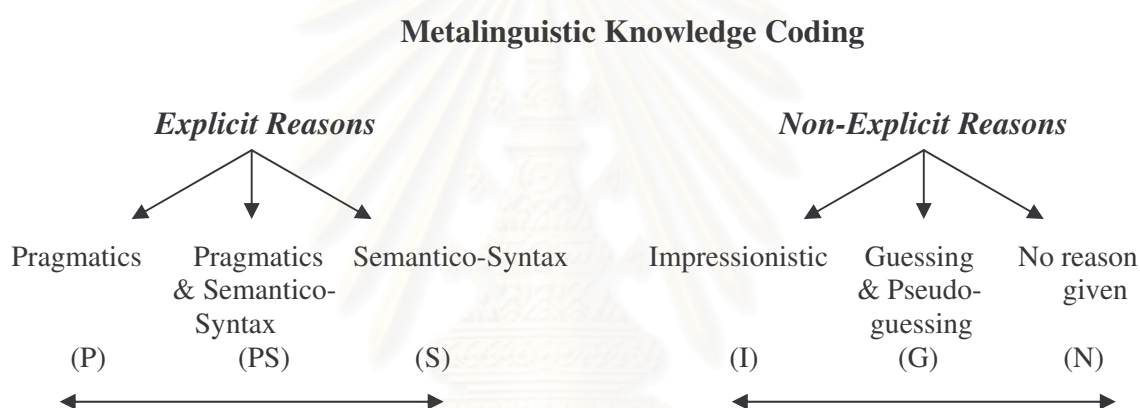 Metalinguistic Knowledge Coding
Explicit Reasons
Non-Explicit Reasons
Pragmatics
Pragmatics
& Semantico-
Syntax
Semantico-Syntax
Impressionistic
Guessing
& Pseudo-
guessing
No reason
given
(P)
(PS)
(S)
(I)
(G)
(N)